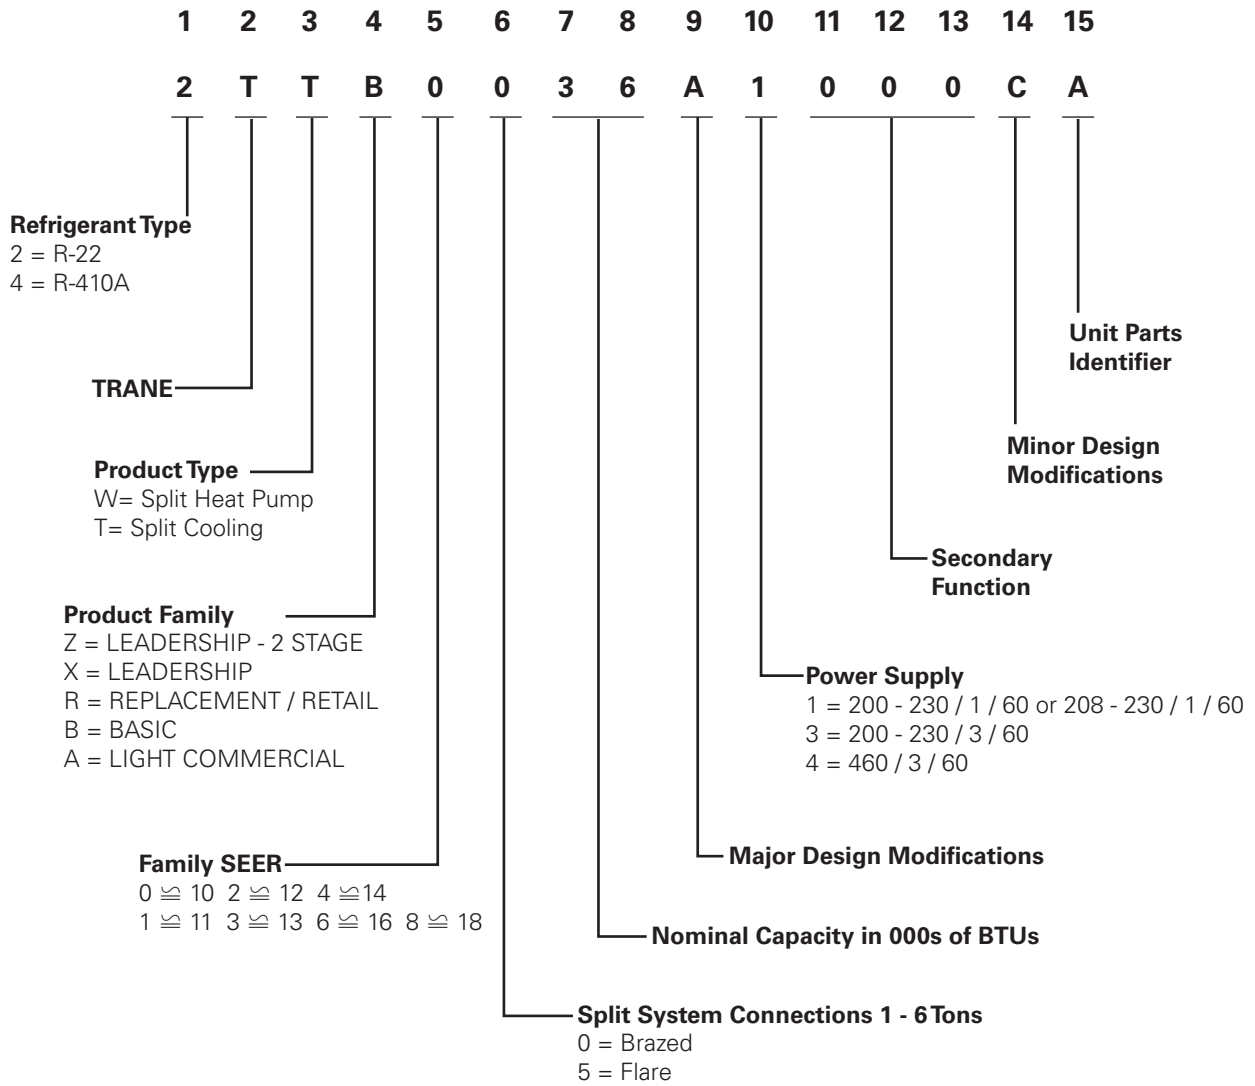 1 2 3 4 5 6 7 8 9 10 11 12 13 14 15
2 T T B 0 0 3 6 A 1 0 0 0 C A
Refrigerant Type
2 = R-22
4 = R-410A
Unit Parts
Identifier
TRANE
Minor Design
Modifications
Product Type
W= Split Heat Pump
T= Split Cooling
Secondary
Function
Product Family
Z = LEADERSHIP - 2 STAGE
X = LEADERSHIP
R = REPLACEMENT / RETAIL
B = BASIC
A = LIGHT COMMERCIAL
Power Supply
1 = 200 - 230 / 1 / 60 or 208 - 230 / 1 / 60
3 = 200 - 230 / 3 / 60
4 = 460 / 3 / 60
Family SEER
0 ≌ 10 2 ≌ 12 4 ≌14
1 ≌ 11 3 ≌ 13 6 ≌ 16 8 ≌ 18
Major Design Modifications
Nominal Capacity in 000s of BTUs
Split System Connections 1 - 6 Tons
0 = Brazed
5 = Flare